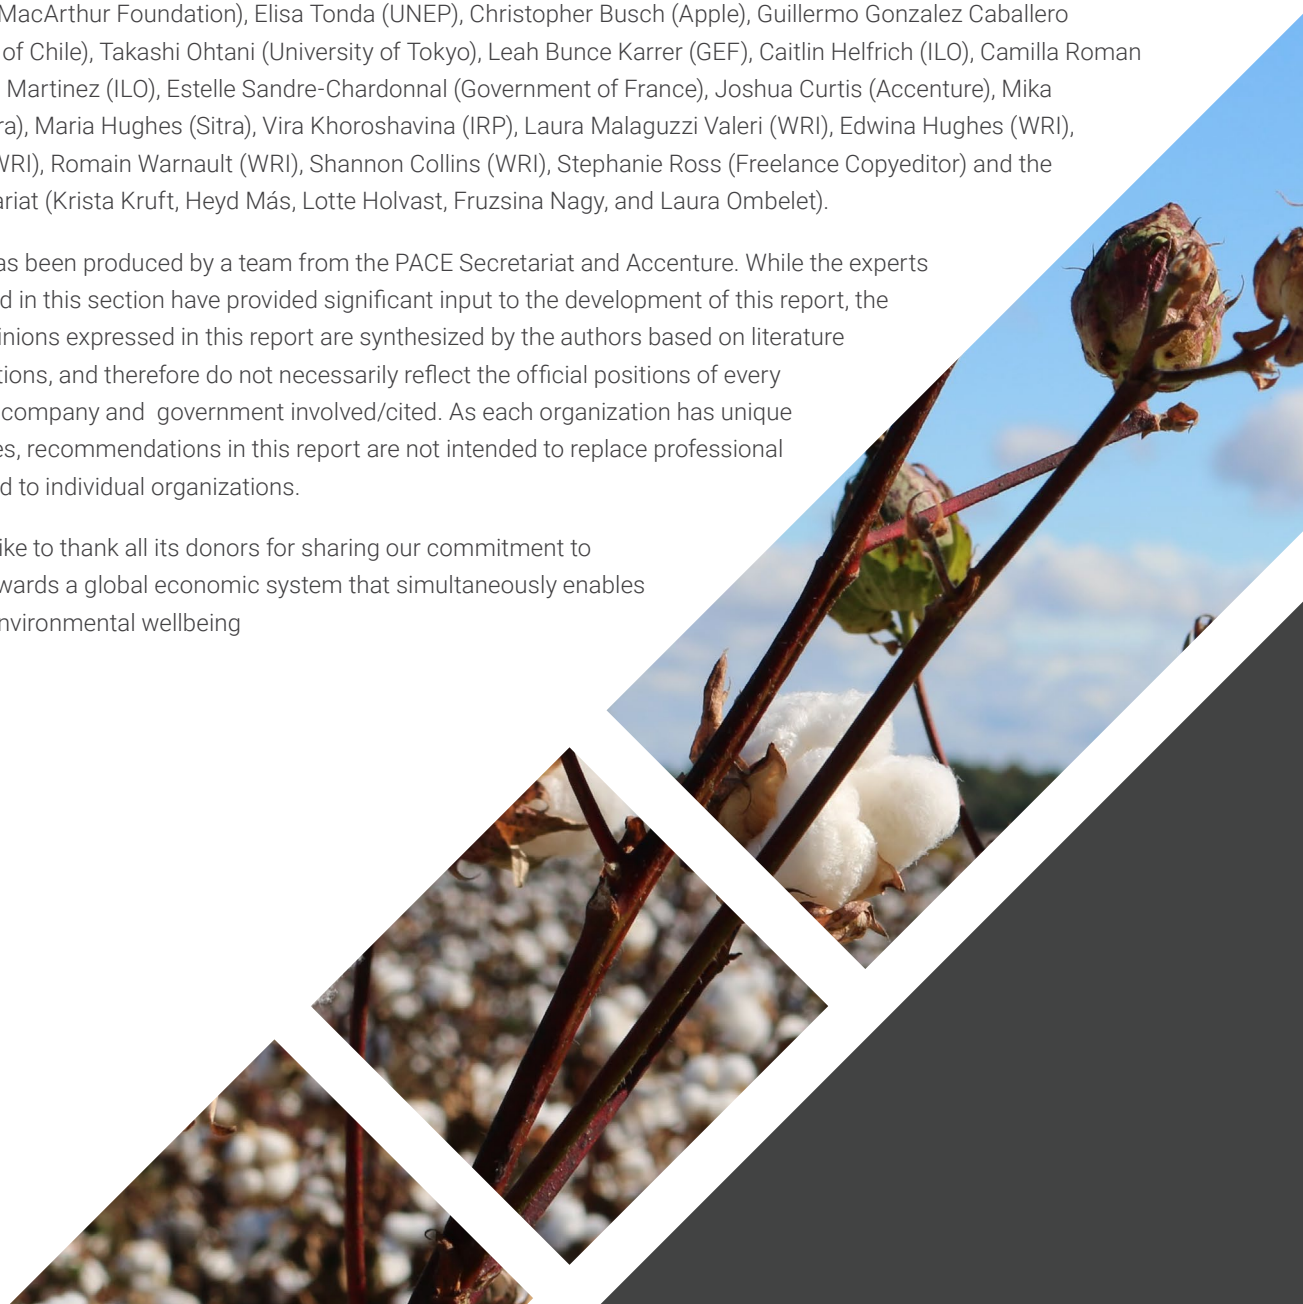 MacArthur Foundation), Elisa Tonda (UNEP), Christopher Busch (Apple), Guillermo Gonzalez Caballero
of Chile), Takashi Ohtani (University of Tokyo), Leah Bunce Karrer (GEF), Caitlin Helfrich (ILO), Camilla Roman
Martinez (ILO), Estelle Sandre-Chardonnal (Government of France), Joshua Curtis (Accenture), Mika
ra), Maria Hughes (Sitra), Vira Khoroshavina (IRP), Laura Malaguzzi Valeri (WRI), Edwina Hughes (WRI),
WRI), Romain Warnault (WRI), Shannon Collins (WRI), Stephanie Ross (Freelance Copyeditor) and the
ariat (Krista Kruft, Heyd Más, Lotte Holvast, Fruzsina Nagy, and Laura Ombelet).
as been produced by a team from the PACE Secretariat and Accenture. While the experts
d in this section have provided significant input to the development of this report, the
inions expressed in this report are synthesized by the authors based on literature
tions, and therefore do not necessarily reflect the official positions of every
company and government involved/cited. As each organization has unique
es, recommendations in this report are not intended to replace professional
d to individual organizations.
ike to thank all its donors for sharing our commitment to
wards a global economic system that simultaneously enables
nvironmental wellbeing